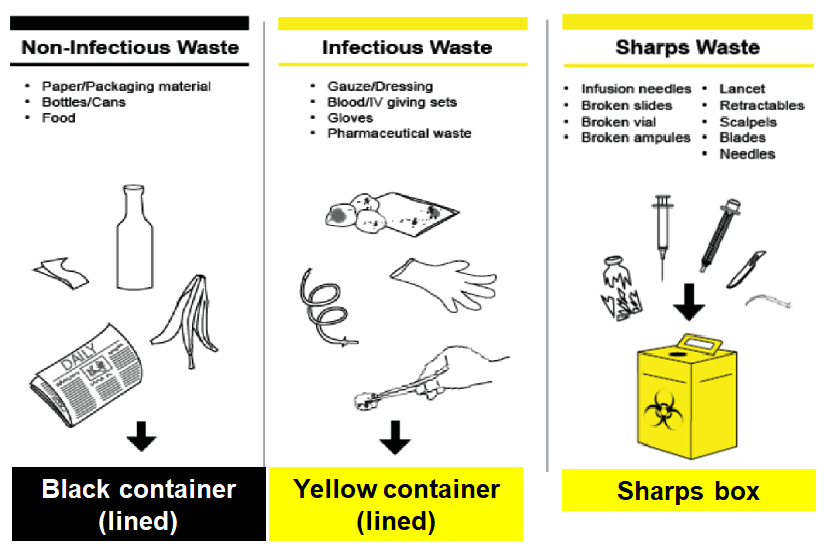 Non-Infectious Waste
• Paper/Packaging material
• Bottles/Cans
• Food
DAILY
Black container
(lined)
Infectious Waste
• Gauze/Dressing
• Blood/IV giving sets
• Gloves
• Pharmaceutical waste
Yellow container
(lined)
Sharps Waste
• Infusion needles
• Broken slides
• Broken vial
• Broken ampules
• Lancet
• Retractables
• Scalpels
• Blades
• Needles
Sharps box